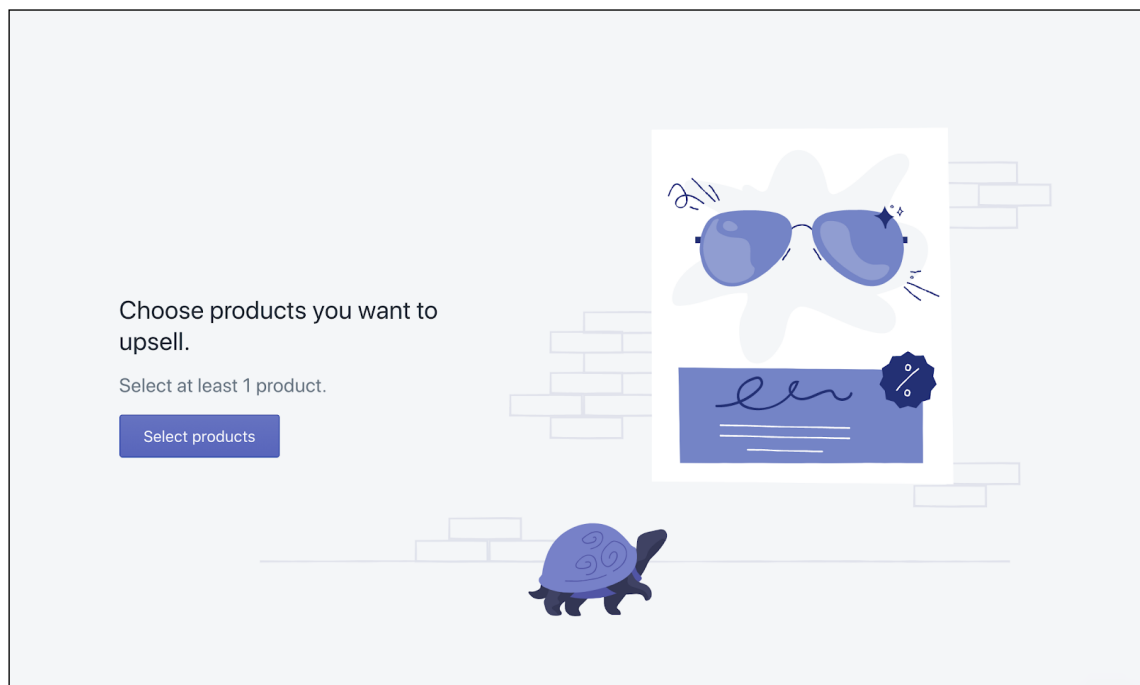 Choose products you want to
upsell.
Select at least 1 product.
Select products
%